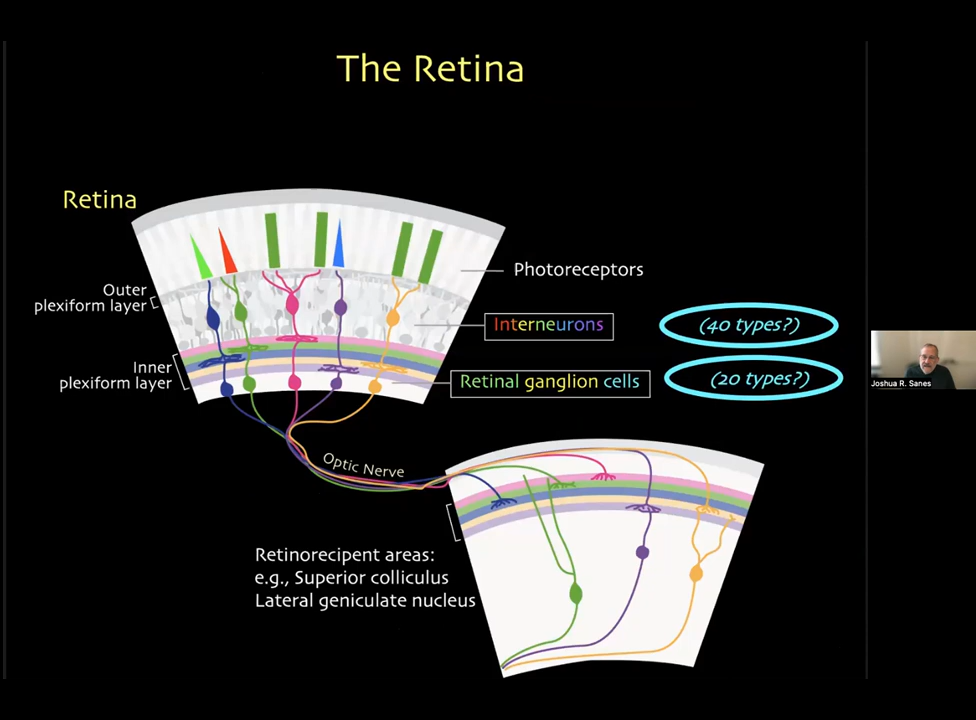 The Retina
Retina
Photoreceptors
Outer
plexiform layer
Interneurons
(40 types?)
Inner
plexiform layer
Retinal ganglion cells
(20 types?)
Joshua R. Sanes
Optic Nerve
Retinorecipent areas:
e.g., Superior colliculus
Lateral geniculate nucleus